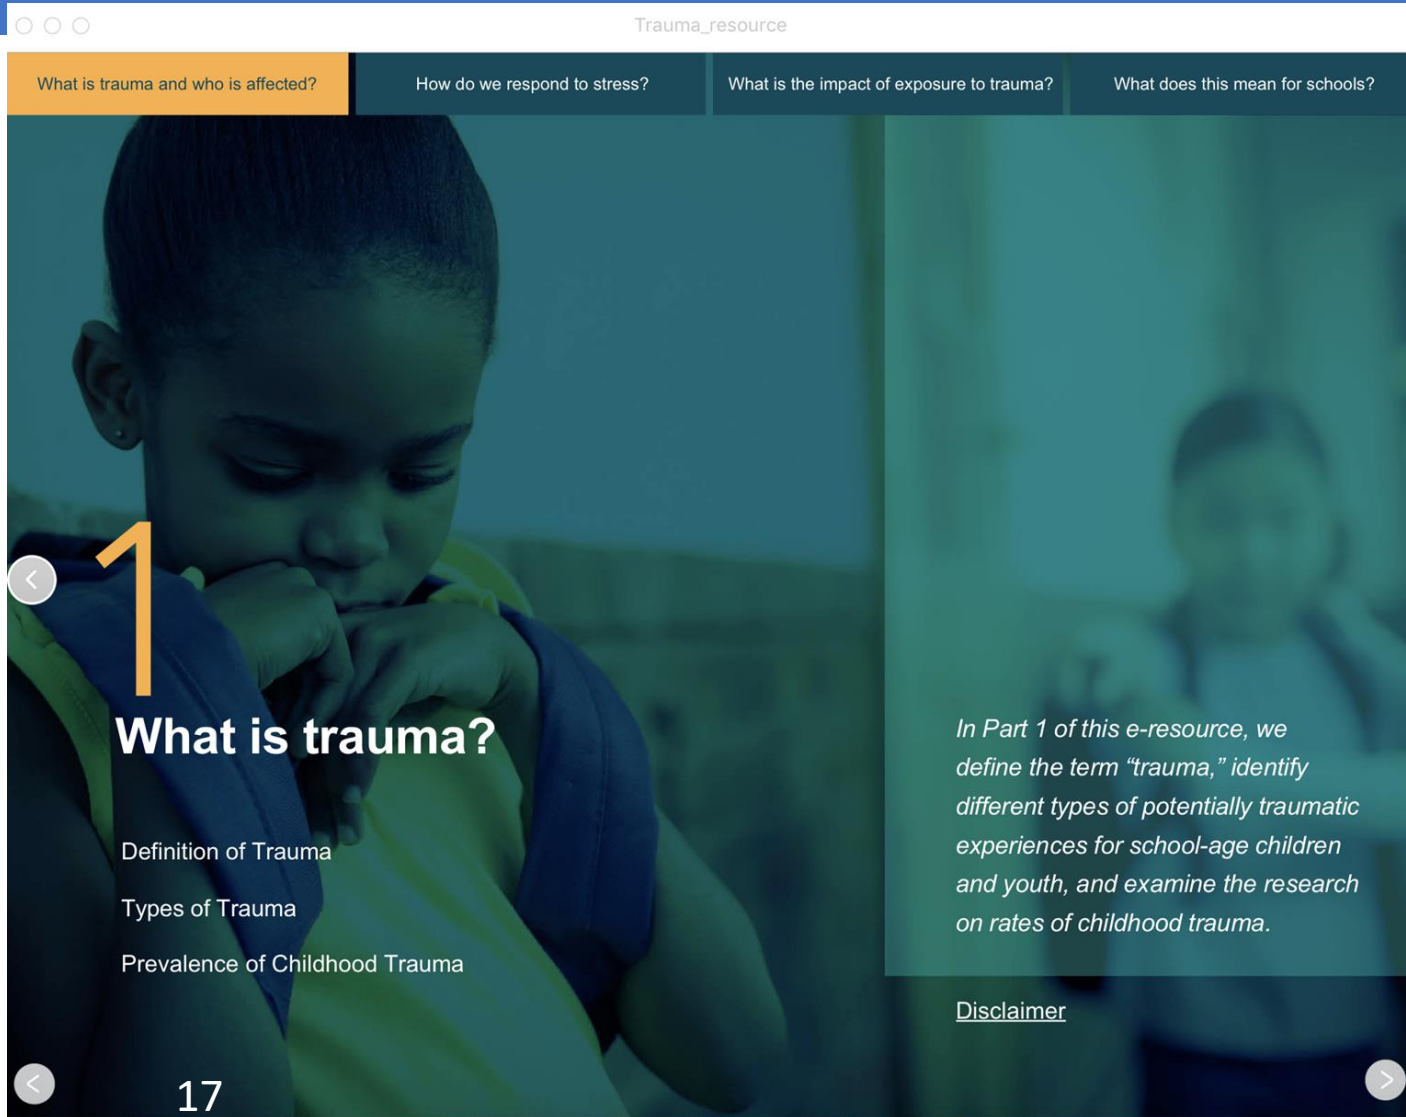 Trauma_resource
What is trauma and who is affected?
How do we respond to stress?
What is the impact of exposure to trauma?
What does this mean for schools?
1
What is trauma?
Definition of Trauma
Types of Trauma
Prevalence of Childhood Trauma
In Part 1 of this e-resource, we
define the term “trauma,” identify
different types of potentially traumatic
experiences for school-age children
and youth, and examine the research
on rates of childhood trauma.
Disclaimer
17